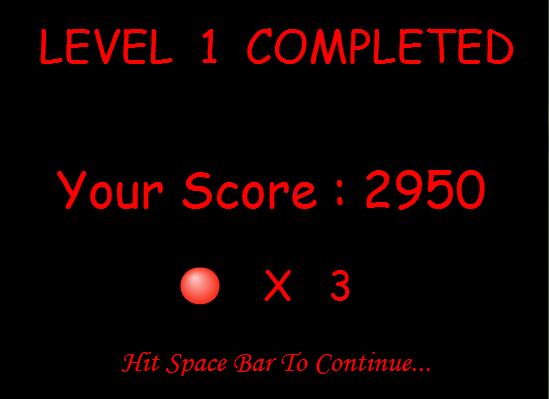 LEVEL 1 COMPLETED
Your Score : 2950
X 3
Hit Space Bar To Continue...